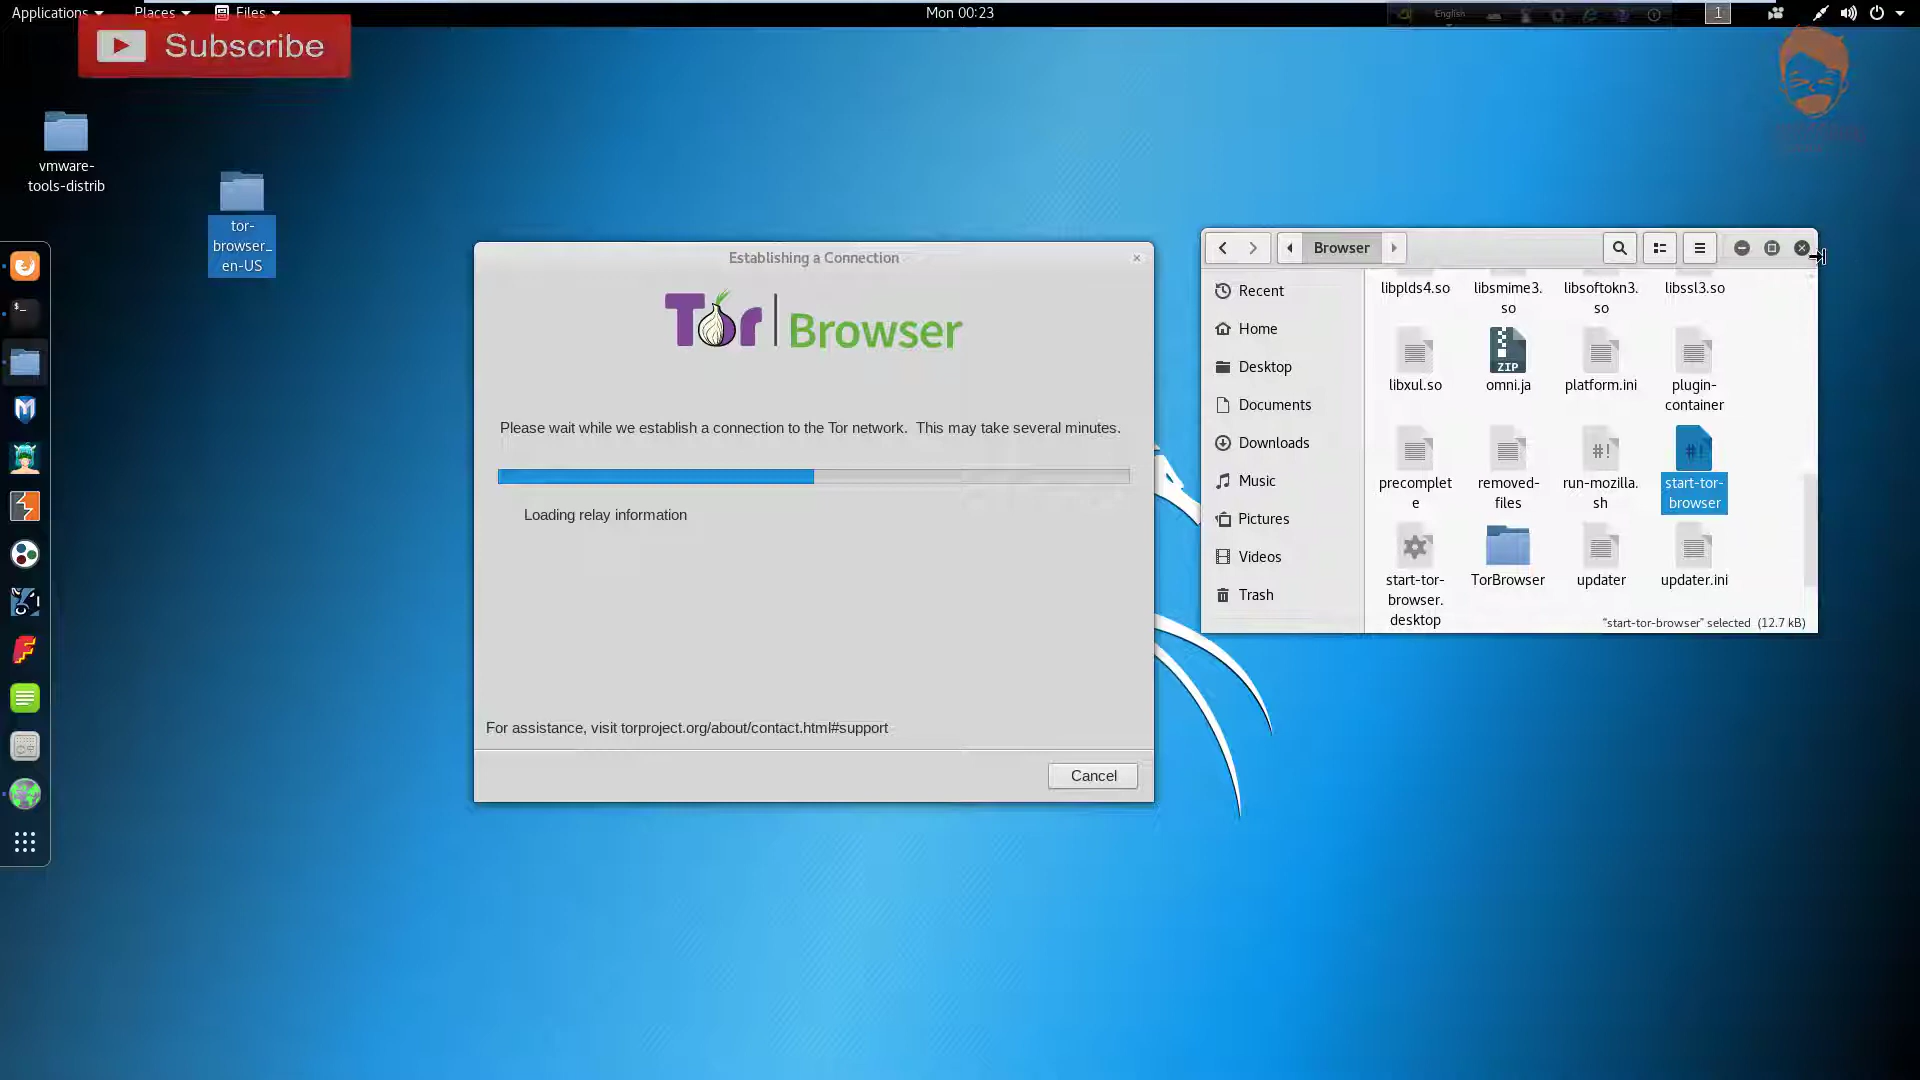 Applications
Places
Files
Mon 00:23
English
1
Subscribe
vmware-
tools-distrib
tor-
browser_
en-US
Establishing a Connection
Tor Browser
Please wait while we establish a connection to the Tor network. This may take several minutes.
Loading relay information
For assistance, visit torproject.org/about/contact.html#support
Cancel
Browser
Recent
Home
Desktop
Documents
Downloads
Music
Pictures
Videos
Trash
libplds4.so
libsmime3.
so
libsoftokn3.
so
libssl3.so
libxul.so
ZIP
omni.ja
platform.ini
plugin-
container
precomplet
e
removed-
files
#!
run-mozilla.
sh
#!
start-tor-
browser
start-tor-
browser.
desktop
TorBrowser
updater
updater.ini
"start-tor-browser" selected (12.7 kB)